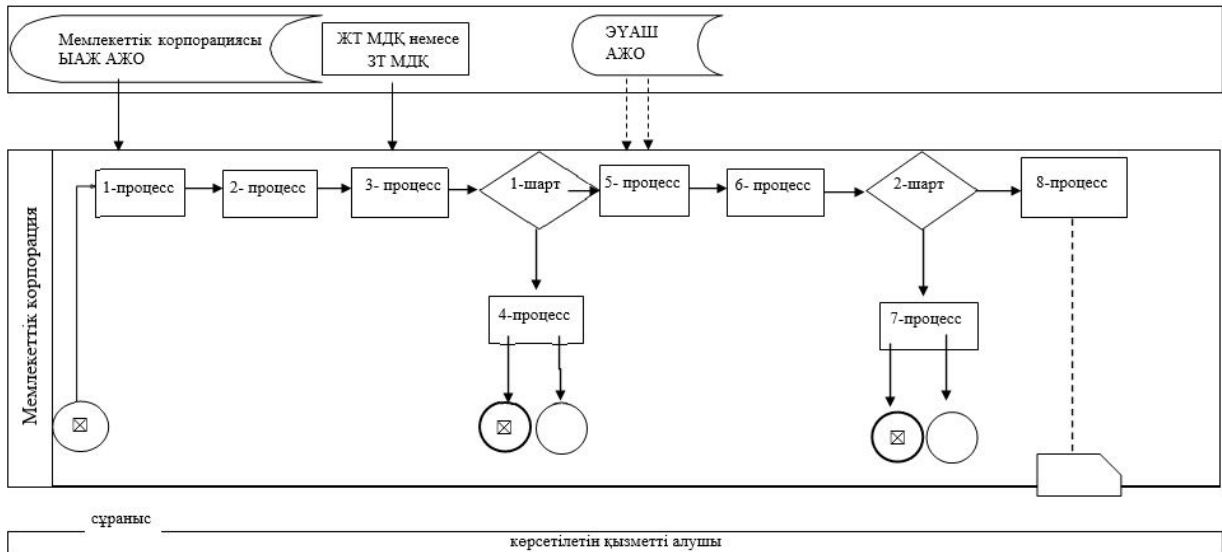 Мемлекеттік корпорациясы
ЫАЖ АЖО
ЖТ МДҚ немесе
ЗТ МДҚ
ЭҮАШ
АЖО
Мемлекеттік корпорация
1-процесс
2- процесс
3- процесс
1-шарт
5- процесс
6- процесс
2-шарт
8-процесс
4-процесс
7-процесс
сұраныс
көрсетілетін қызметті алушы